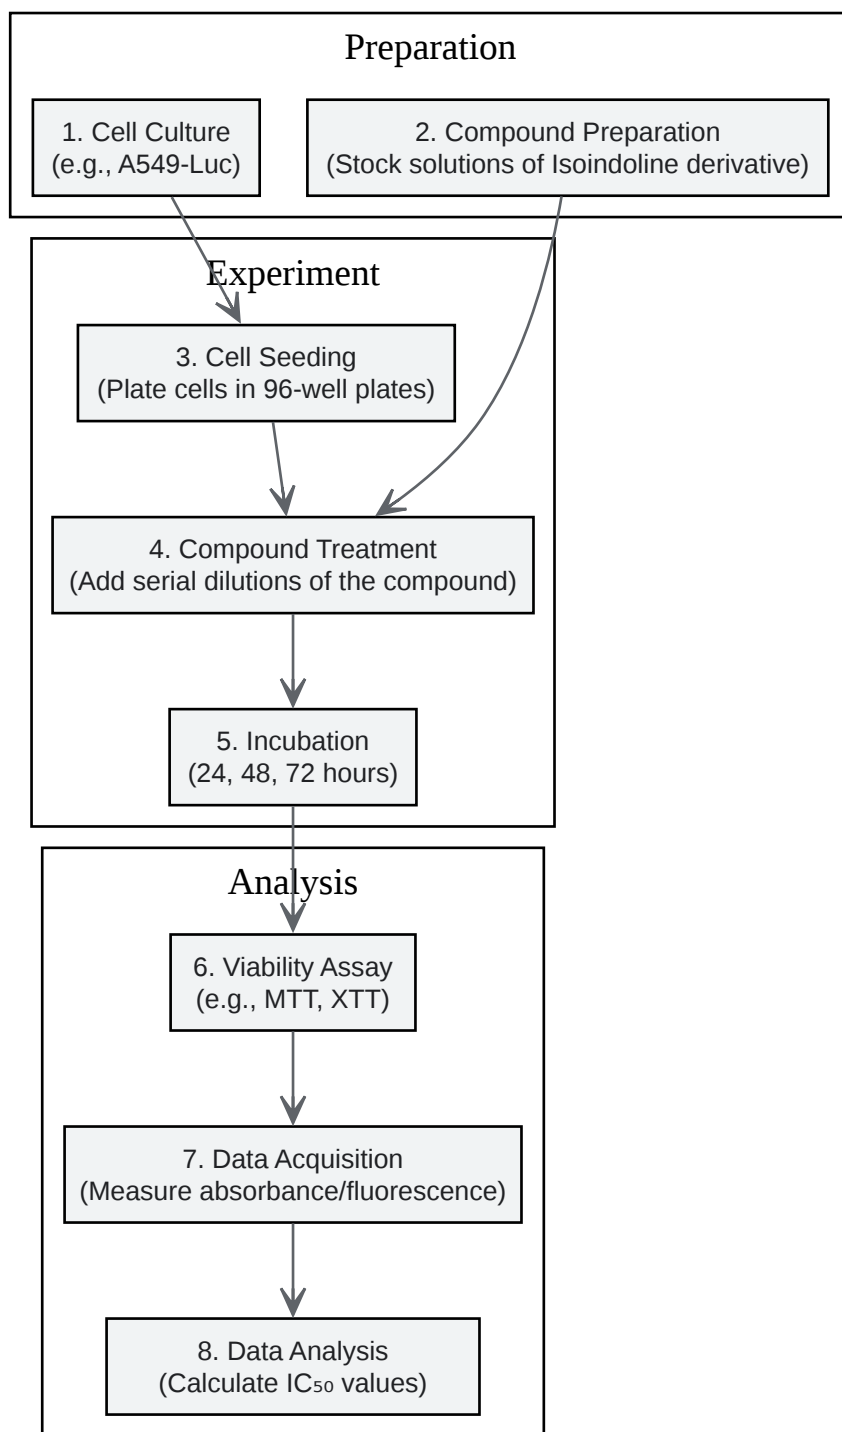 Preparation
1. Cell Culture
(e.g., A549-Luc)
2. Compound Preparation
(Stock solutions of Isoindoline derivative)
Experiment
3. Cell Seeding
(Plate cells in 96-well plates)
4. Compound Treatment
(Add serial dilutions of the compound)
5. Incubation
(24, 48, 72 hours)
Analysis
6. Viability Assay
(e.g., MTT, XTT)
7. Data Acquisition
(Measure absorbance/fluorescence)
8. Data Analysis
(Calculate IC₅₀ values)